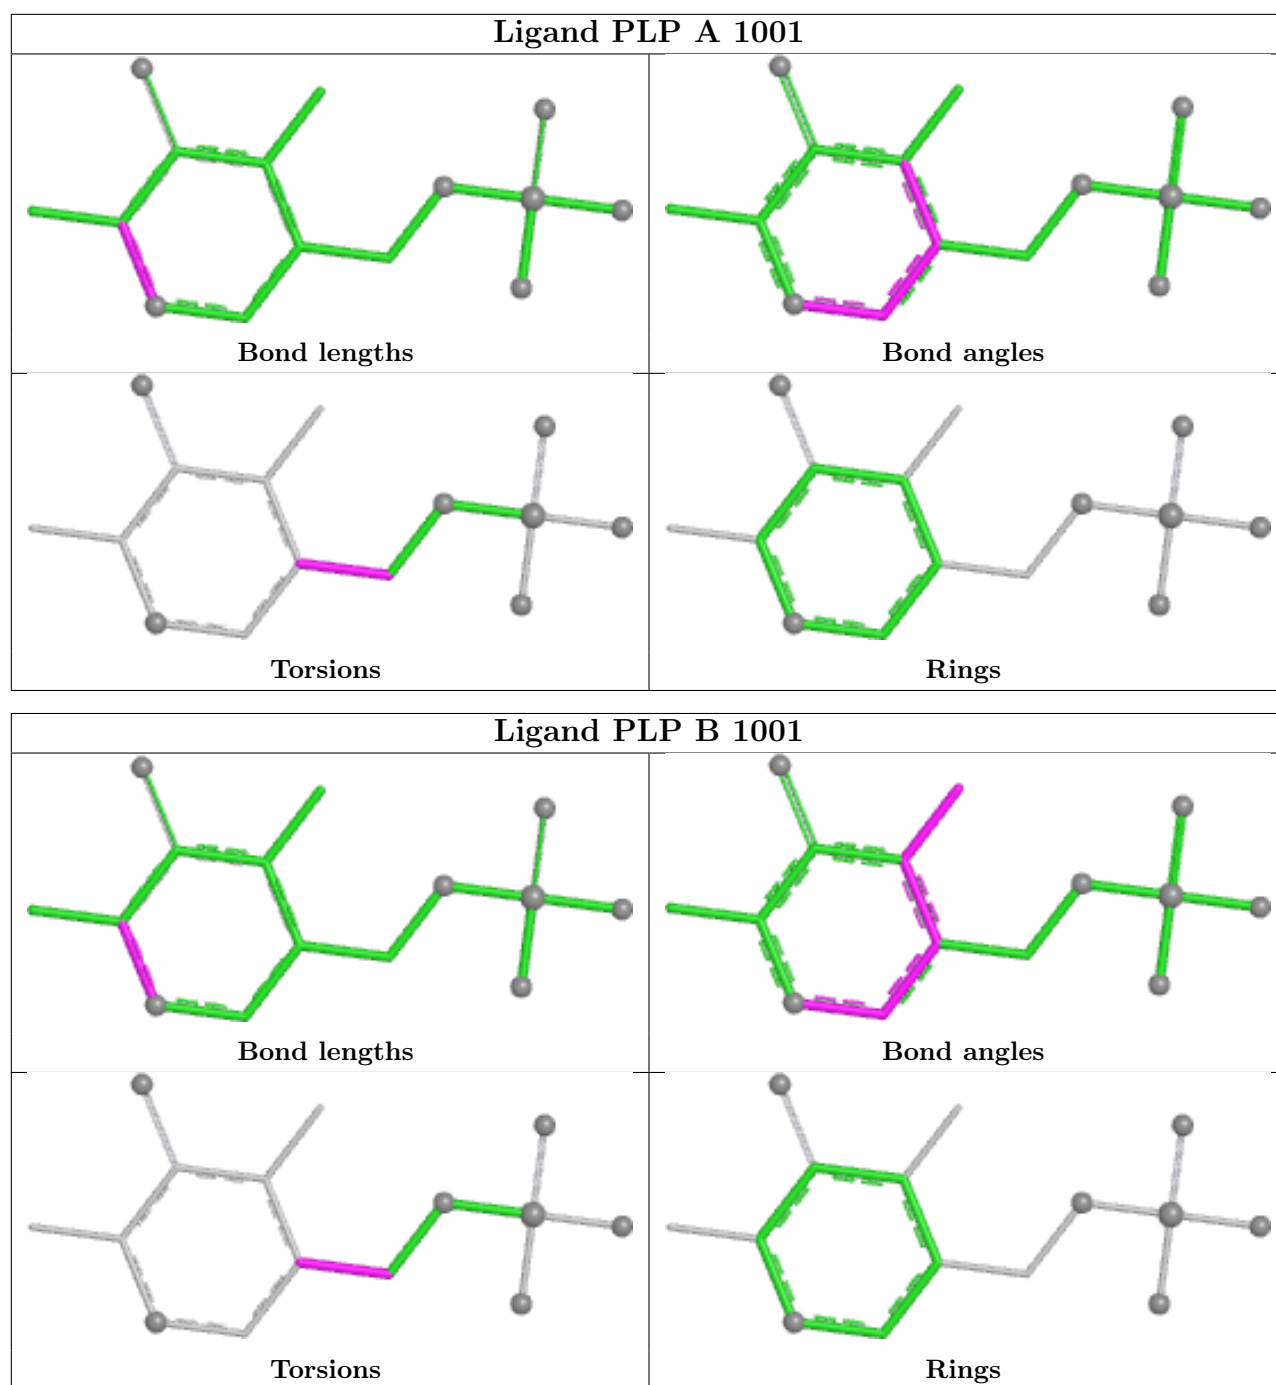 Ligand PLP A 1001
Bond lengths
Bond angles
Torsions
Rings
Ligand PLP B 1001
Bond lengths
Bond angles
Torsions
Rings